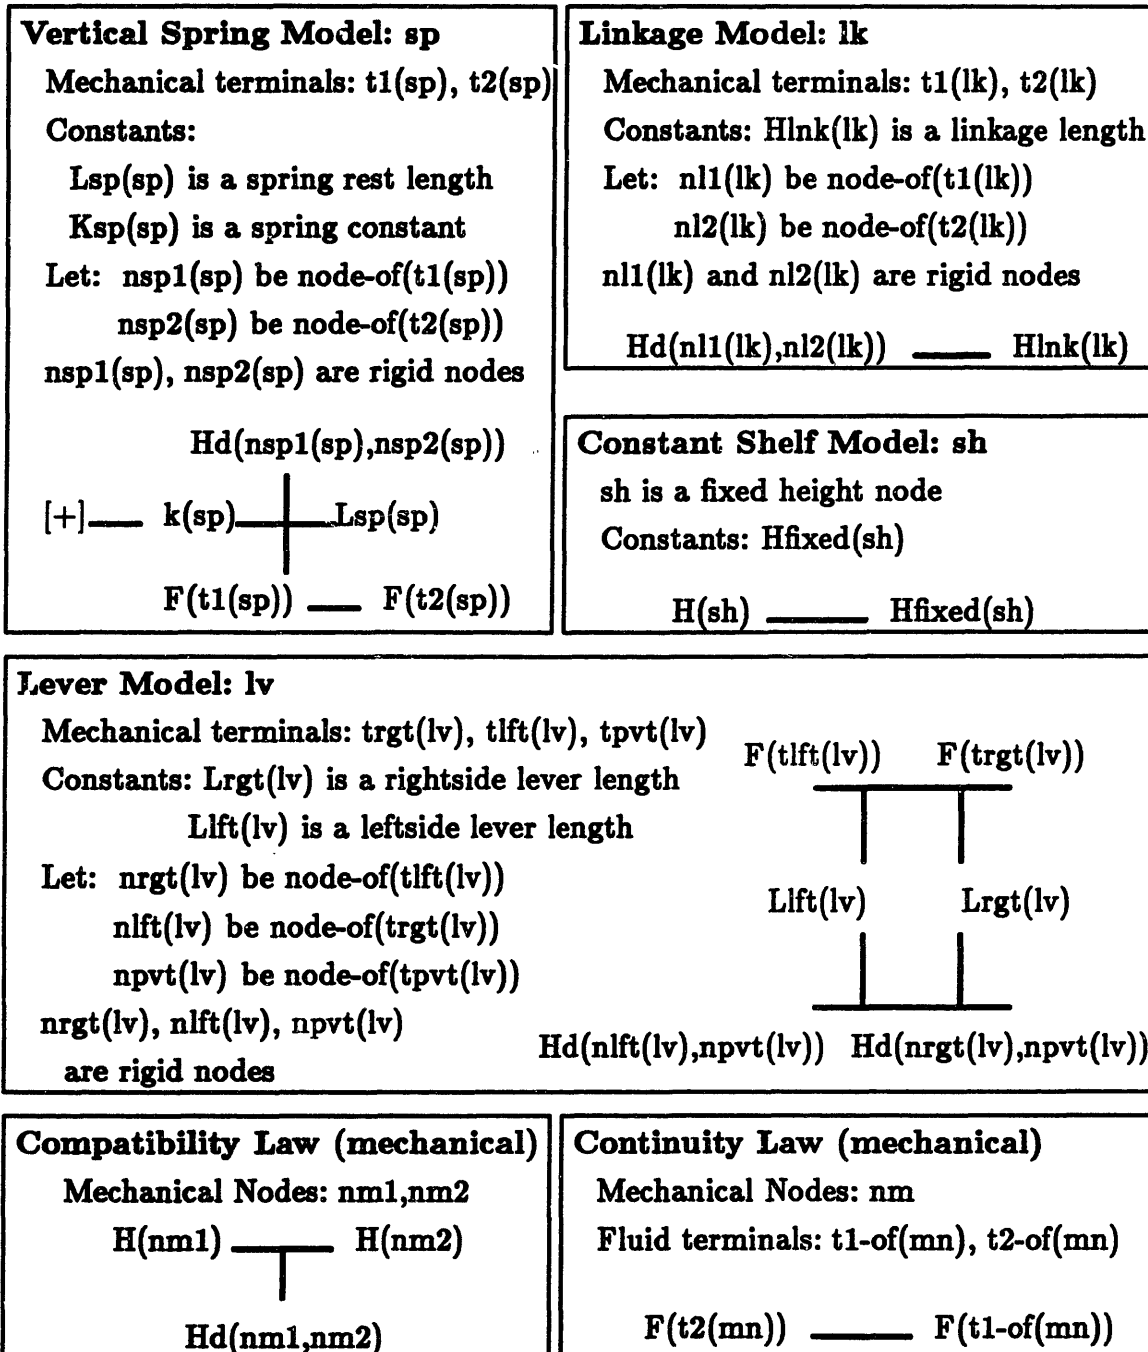 Vertical Spring Model: sp
Mechanical terminals: t1(sp), t2(sp)
Constants:
Lsp(sp) is a spring rest length
Ksp(sp) is a spring constant
Let: nsp1(sp) be node-of(t1(sp))
nsp2(sp) be node-of(t2(sp))
nsp1(sp), nsp2(sp) are rigid nodes
Hd(nsp1(sp),nsp2(sp))
[+] k(sp) Lsp(sp)
F(t1(sp)) F(t2(sp))
Linkage Model: lk
Mechanical terminals: t1(lk), t2(lk)
Constants: Hlnk(lk) is a linkage length
Let: nl1(lk) be node-of(t1(lk))
nl2(lk) be node-of(t2(lk))
nl1(lk) and nl2(lk) are rigid nodes
Hd(nl1(lk),nl2(lk)) Hlnk(lk)
Constant Shelf Model: sh
sh is a fixed height node
Constants: Hfixed(sh)
H(sh) Hfixed(sh)
Lever Model: lv
Mechanical terminals: trgt(lv), tlft(lv), tpvt(lv)
Constants: Lrgt(lv) is a rightside lever length
Llft(lv) is a leftside lever length
Let: nrgt(lv) be node-of(tlft(lv))
nlft(lv) be node-of(trgt(lv))
npvt(lv) be node-of(tpvt(lv))
nrgt(lv), nlft(lv), npvt(lv)
are rigid nodes
F(tlft(lv)) F(trgt(lv))
Llft(lv) Lrgt(lv)
Hd(nlft(lv),npvt(lv)) Hd(nrgt(lv),npvt(lv))
Compatibility Law (mechanical)
Mechanical Nodes: nm1,nm2
H(nm1) H(nm2)
Hd(nm1,nm2)
Continuity Law (mechanical)
Mechanical Nodes: nm
Fluid terminals: t1-of(mn), t2-of(mn)
F(t2(mn)) F(t1-of(mn))